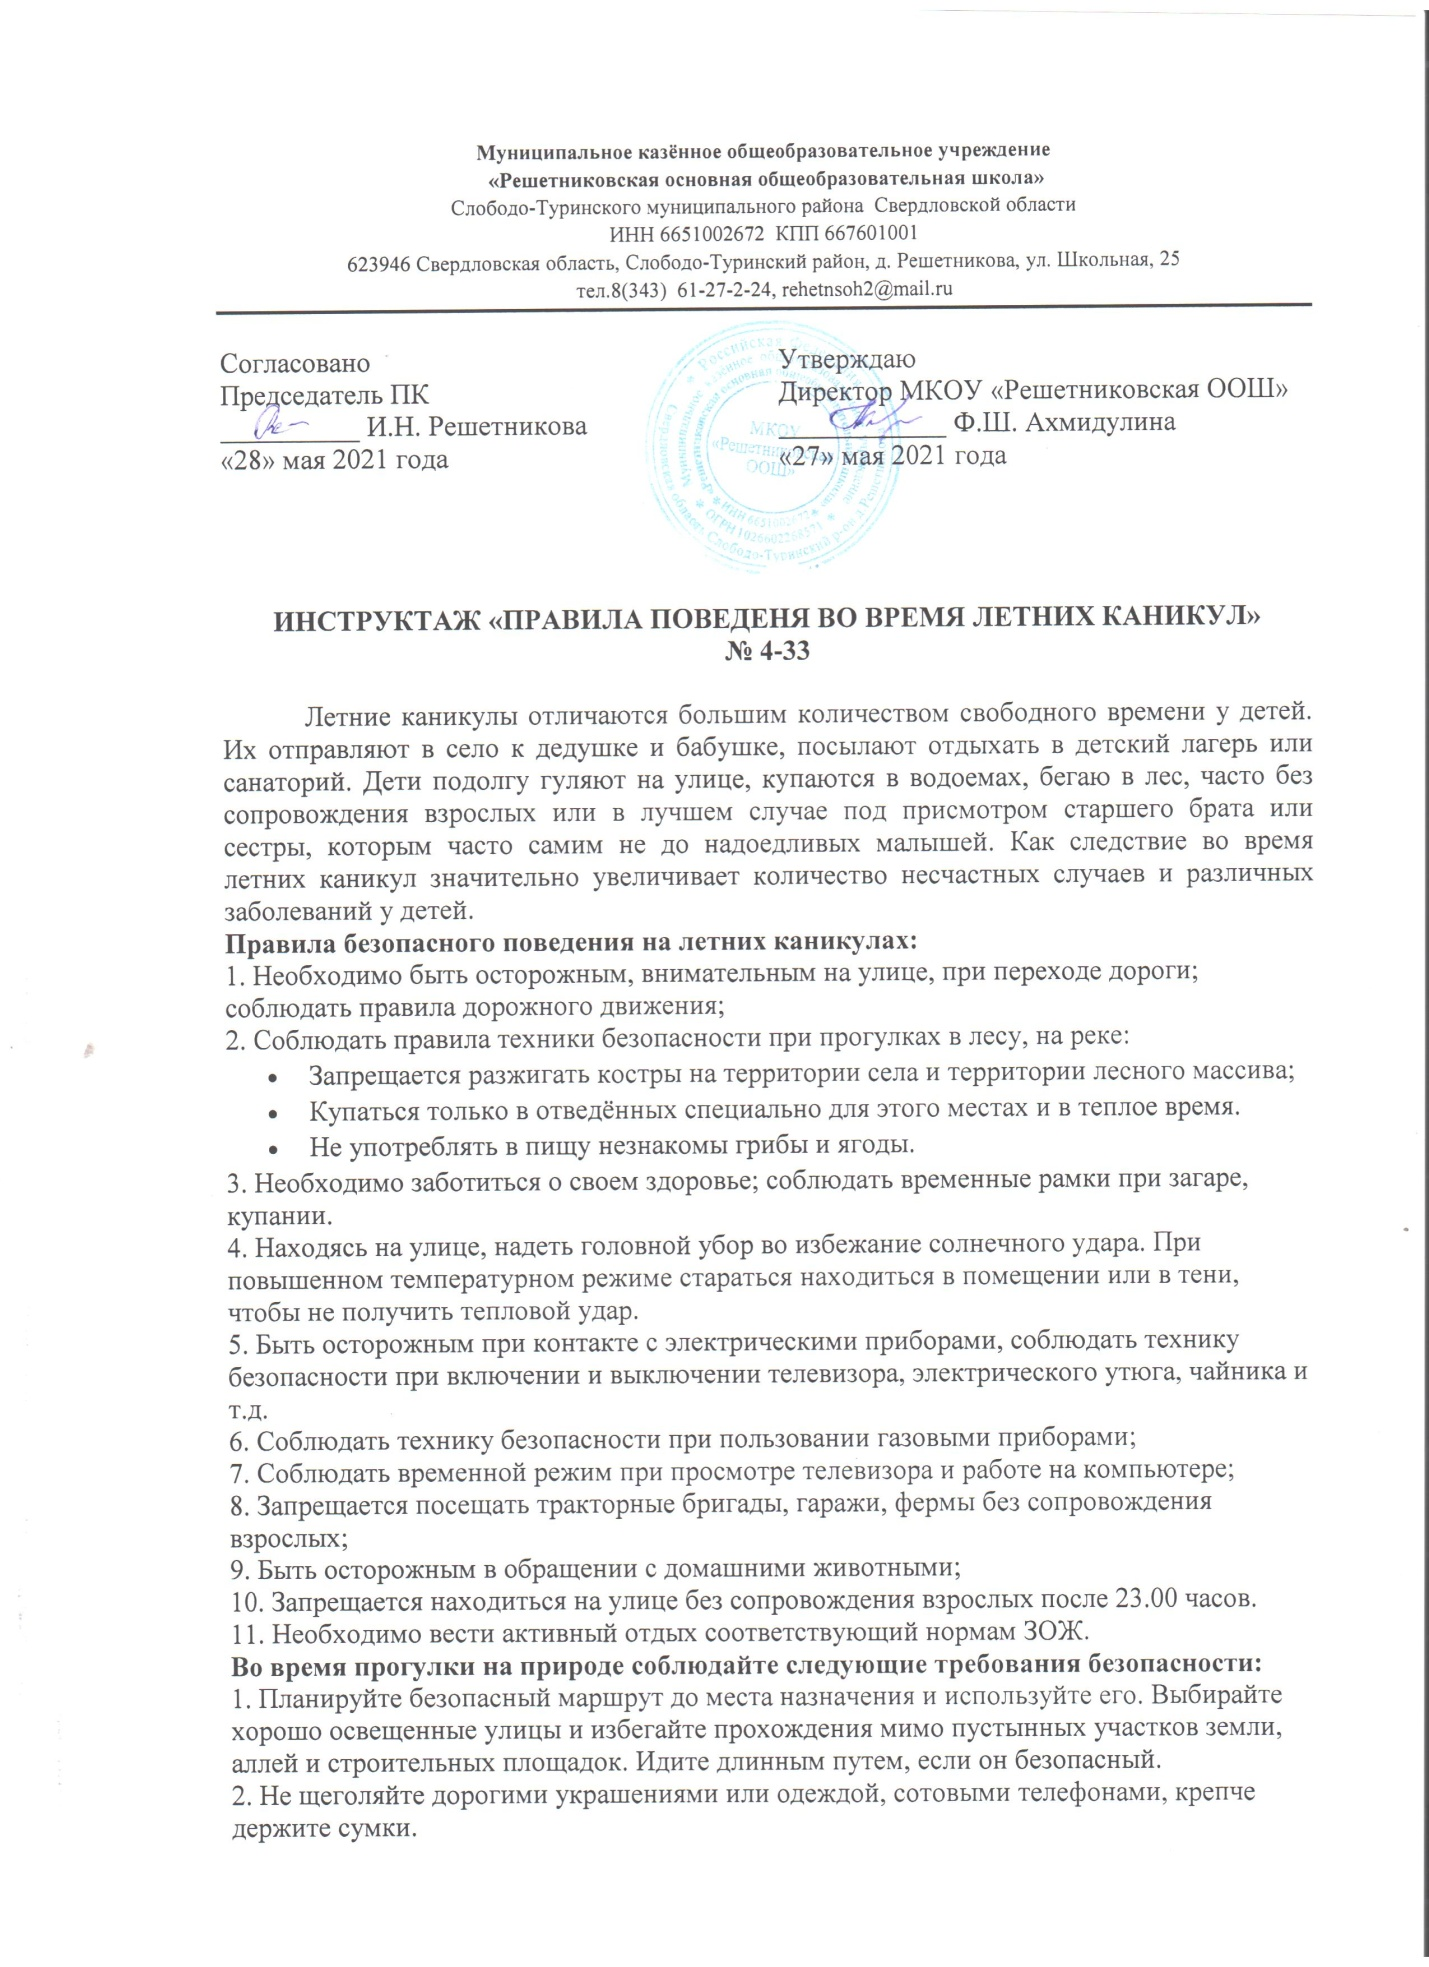 Муниципальное казённое общеобразовательное учреждение
«Решетниковская основная общеобразовательная школа»
Слободо-Туринского муниципального района Свердловской области
ИНН 6651002672 КПП 667601001
623946 Свердловская область, Слободо-Туринский район, д. Решетникова, ул. Школьная, 25
тел.8(343) 61-27-2-24, rehetnsoh2@mail.ru
Согласовано
Председатель ПК
__________ И.Н. Решетникова
«28» мая 2021 года
Утверждаю
Директор МКОУ «Решетниковская ООШ»
____________ Ф.Ш. Ахмидулина
«27» мая 2021 года
МКОУ
«Решетниковская
ООШ»
ИНСТРУКТАЖ «ПРАВИЛА ПОВЕДЕНЯ ВО ВРЕМЯ ЛЕТНИХ КАНИКУЛ»
№ 4-33
Летние каникулы отличаются большим количеством свободного времени у детей.
Их отправляют в село к дедушке и бабушке, посылают отдыхать в детский лагерь или
санаторий. Дети подолгу гуляют на улице, купаются в водоемах, бегаю в лес, часто без
сопровождения взрослых или в лучшем случае под присмотром старшего брата или
сестры, которым часто самим не до надоедливых малышей. Как следствие во время
летних каникул значительно увеличивает количество несчастных случаев и различных
заболеваний у детей.
Правила безопасного поведения на летних каникулах:
1. Необходимо быть осторожным, внимательным на улице, при переходе дороги;
соблюдать правила дорожного движения;
2. Соблюдать правила техники безопасности при прогулках в лесу, на реке:
• Запрещается разжигать костры на территории села и территории лесного массива;
• Купаться только в отведённых специально для этого местах и в теплое время.
• Не употреблять в пищу незнакомы грибы и ягоды.
3. Необходимо заботиться о своем здоровье; соблюдать временные рамки при загаре,
купании.
4. Находясь на улице, надеть головной убор во избежание солнечного удара. При
повышенном температурном режиме стараться находиться в помещении или в тени,
чтобы не получить тепловой удар.
5. Быть осторожным при контакте с электрическими приборами, соблюдать технику
безопасности при включении и выключении телевизора, электрического утюга, чайника и
т.д.
6. Соблюдать технику безопасности при пользовании газовыми приборами;
7. Соблюдать временной режим при просмотре телевизора и работе на компьютере;
8. Запрещается посещать тракторные бригады, гаражи, фермы без сопровождения
взрослых;
9. Быть осторожным в обращении с домашними животными;
10. Запрещается находиться на улице без сопровождения взрослых после 23.00 часов.
11. Необходимо вести активный отдых соответствующий нормам ЗОЖ.
Во время прогулки на природе соблюдайте следующие требования безопасности:
1. Планируйте безопасный маршрут до места назначения и используйте его. Выбирайте
хорошо освещенные улицы и избегайте прохождения мимо пустынных участков земли,
аллей и строительных площадок. Идите длинным путем, если он безопасный.
2. Не щеголяйте дорогими украшениями или одеждой, сотовыми телефонами, крепче
держите сумки.